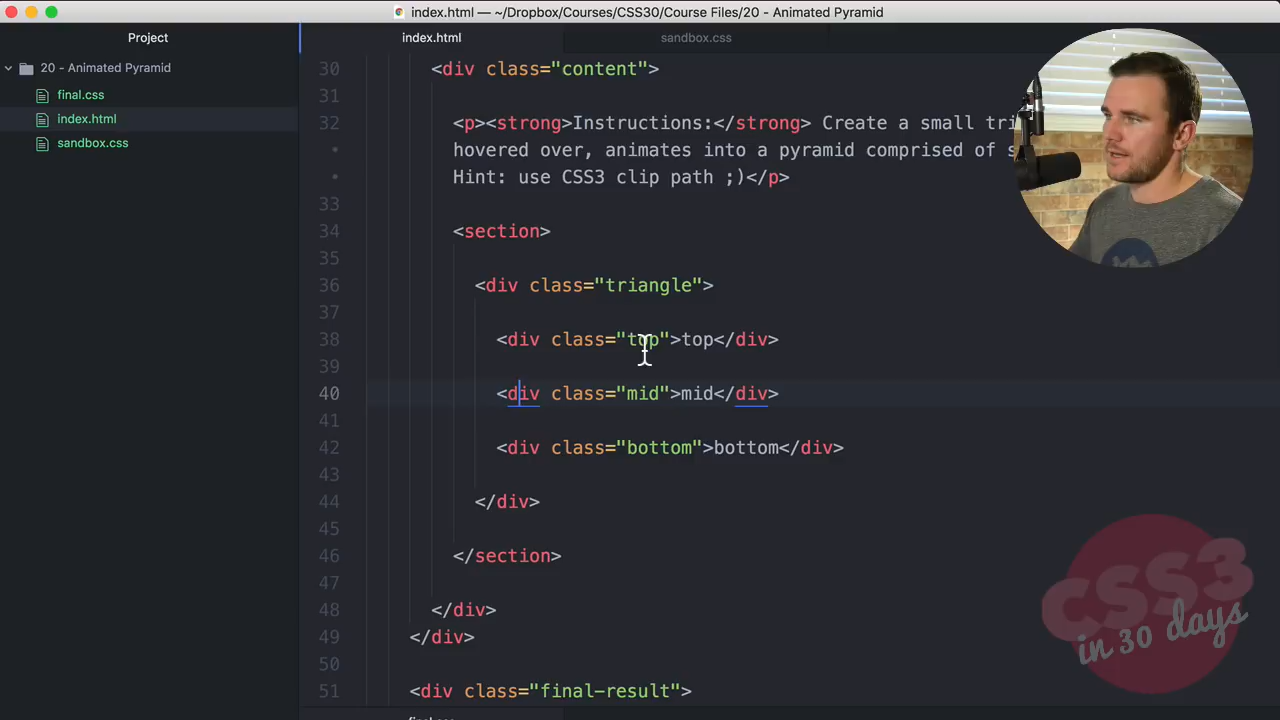 index.html — ~/Dropbox/Courses/CSS30/Course Files/20 - Animated Pyramid
Project
index.html
sandbox.css
20 - Animated Pyramid
final.css
index.html
sandbox.css
30 <div class="content">
31
32 <p><strong>Instructions:</strong> Create a small tri
hovered over, animates into a pyramid comprised of s
Hint: use CSS3 clip path ;)</p>
33
34 <section>
35
36 <div class="triangle">
37
38 <div class="top">top</div>
39
40 <div class="mid">mid</div>
41
42 <div class="bottom">bottom</div>
43
44 </div>
45
46 </section>
47
48 </div>
49 </div>
50
51 <div class="final-result">
CSS3
in 30 days